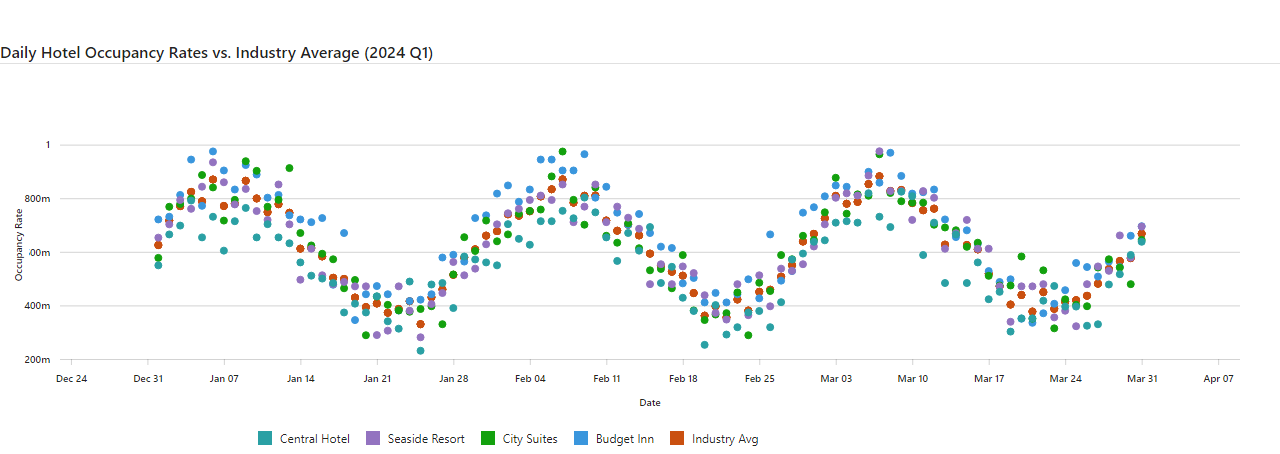 Daily Hotel Occupancy Rates vs. Industry Average (2024 Q1)
1
800m
600m
400m
200m
Occupancy Rate
Dec 24 Dec 31 Jan 07 Jan 14 Jan 21 Jan 28 Feb 04 Feb 11 Feb 18 Feb 25 Mar 03 Mar 10 Mar 17 Mar 24 Mar 31 Apr 07
Date
Central Hotel Seaside Resort City Suites Budget Inn Industry Avg